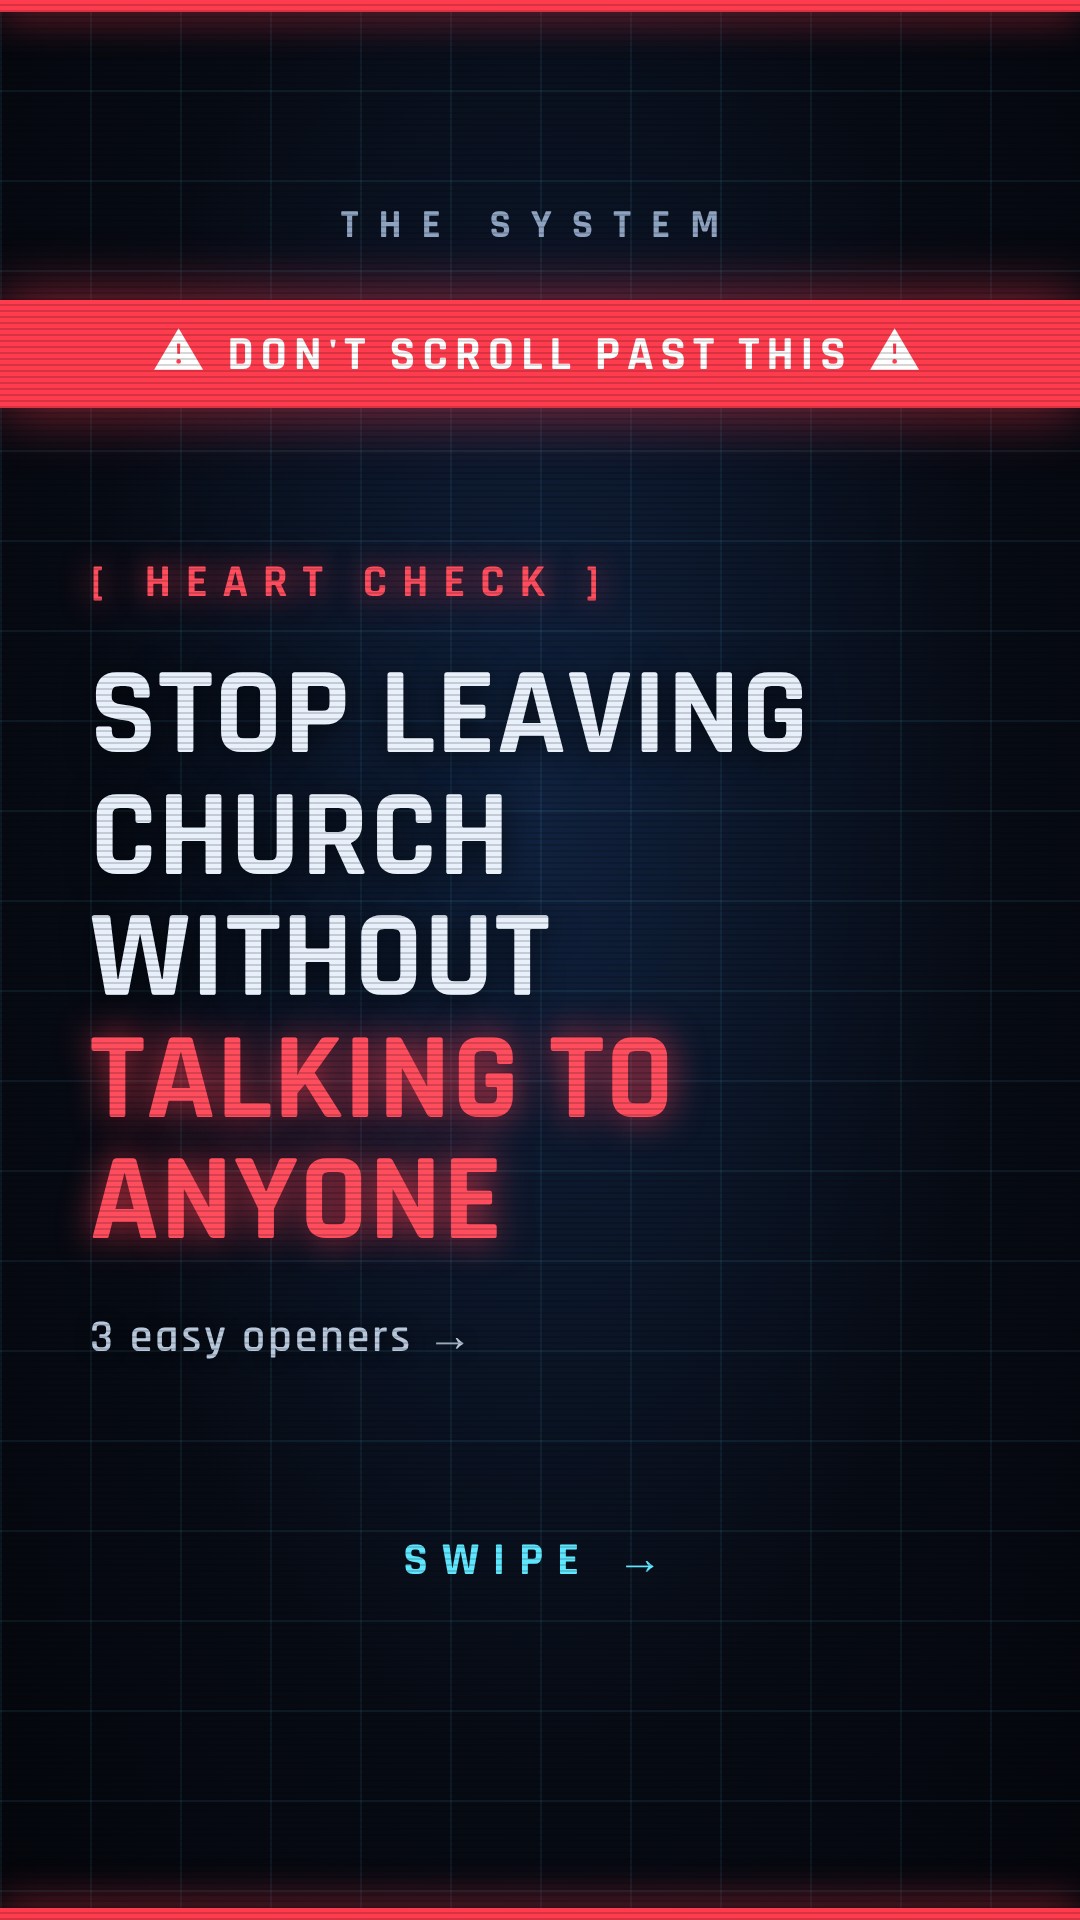 THE SYSTEM
⚠ DON'T SCROLL PAST THIS ⚠
[ HEART CHECK ]
STOP LEAVING
CHURCH
WITHOUT
TALKING TO
ANYONE
3 easy openers →
SWIPE →